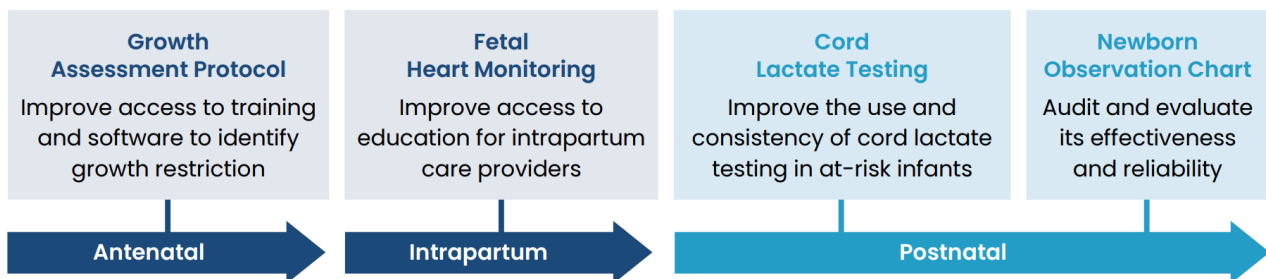 Growth
Assessment Protocol
Improve access to training
and software to identify
growth restriction
Fetal
Heart Monitoring
Improve access to
education for intrapartum
care providers
Cord
Lactate Testing
Improve the use and
consistency of cord lactate
testing in at-risk infants
Newborn
Observation Chart
Audit and evaluate
its effectiveness
and reliability
Antenatal
Intrapartum
Postnatal